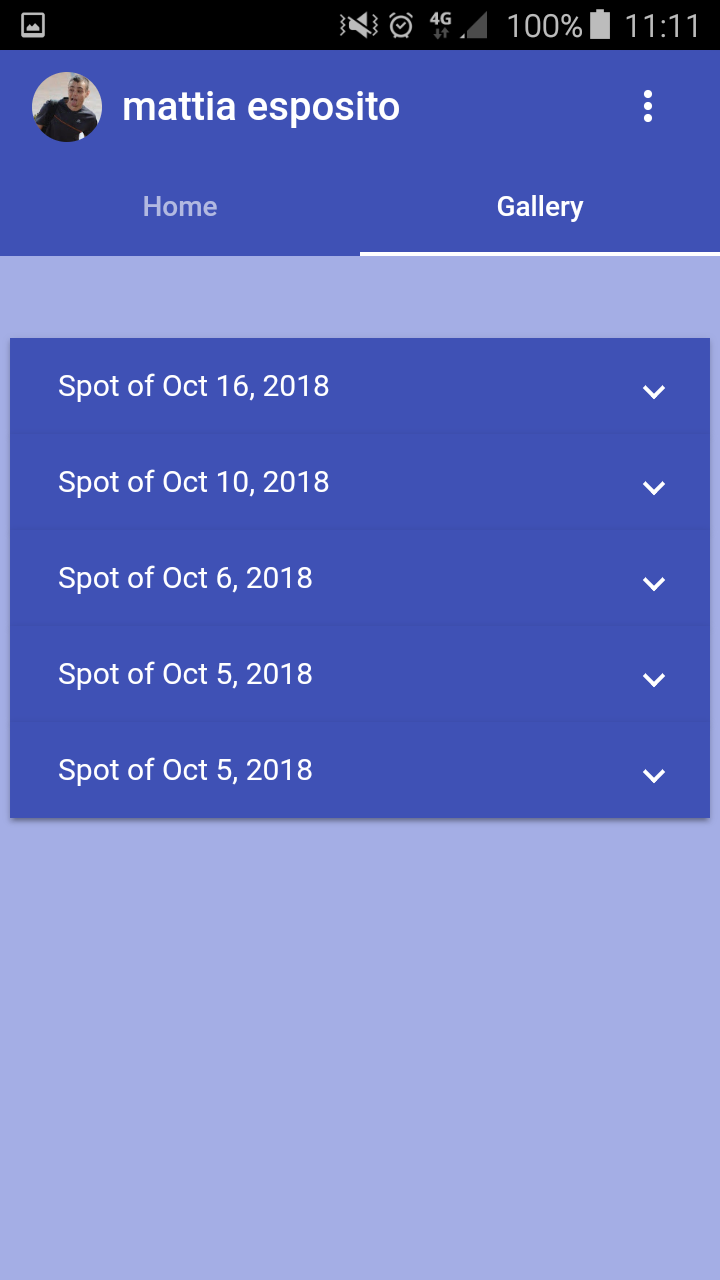 4G 100% 11:11
mattia esposito
Home Gallery
Spot of Oct 16, 2018
Spot of Oct 10, 2018
Spot of Oct 6, 2018
Spot of Oct 5, 2018
Spot of Oct 5, 2018